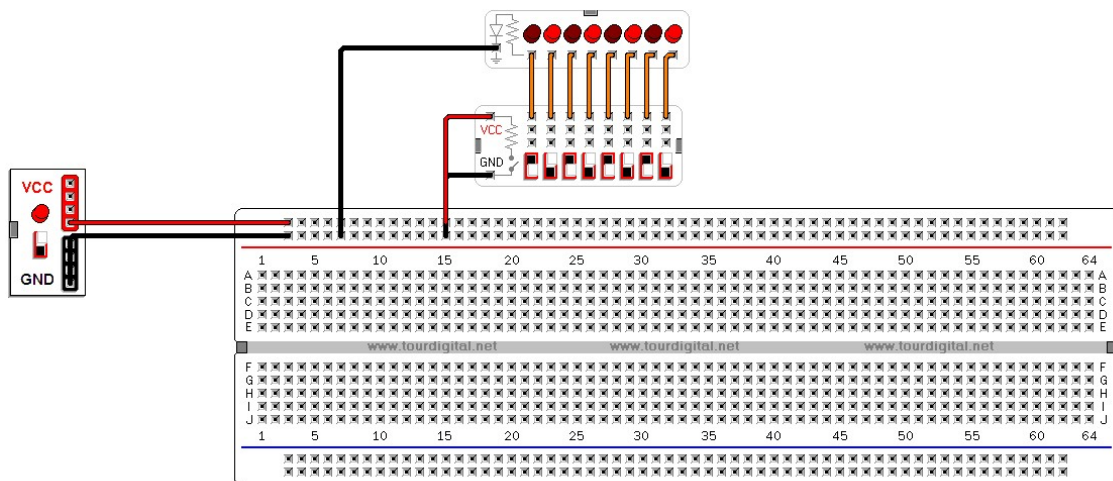 VCC
GND
VCC
GND
1 5 10 15 20 25 30 35 40 45 50 55 60 64
A A
B B
C C
D D
E E
www.tourdigital.net www.tourdigital.net www.tourdigital.net
F F
G G
H H
I I
J J
1 5 10 15 20 25 30 35 40 45 50 55 60 64